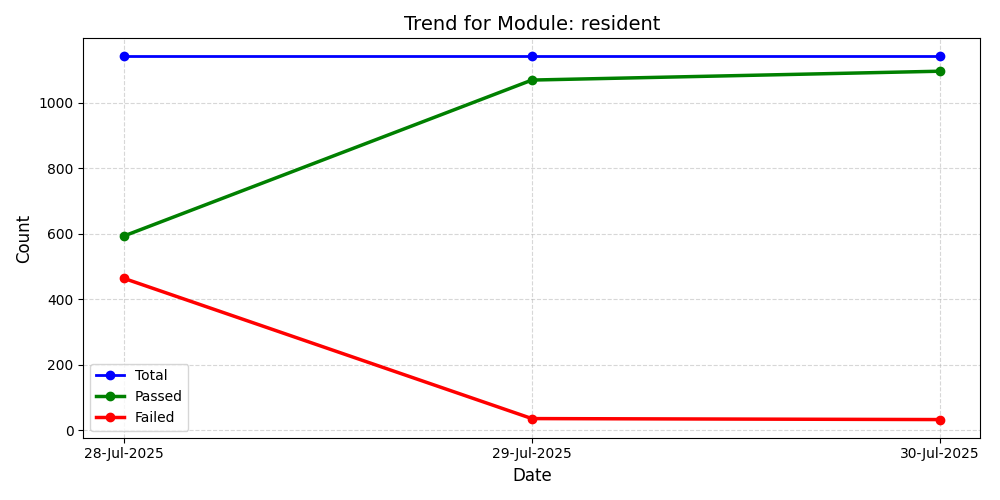 Trend for Module: resident
Count
1000
800
600
400
200
0
Total
Passed
Failed
28-Jul-2025
29-Jul-2025
30-Jul-2025
Date